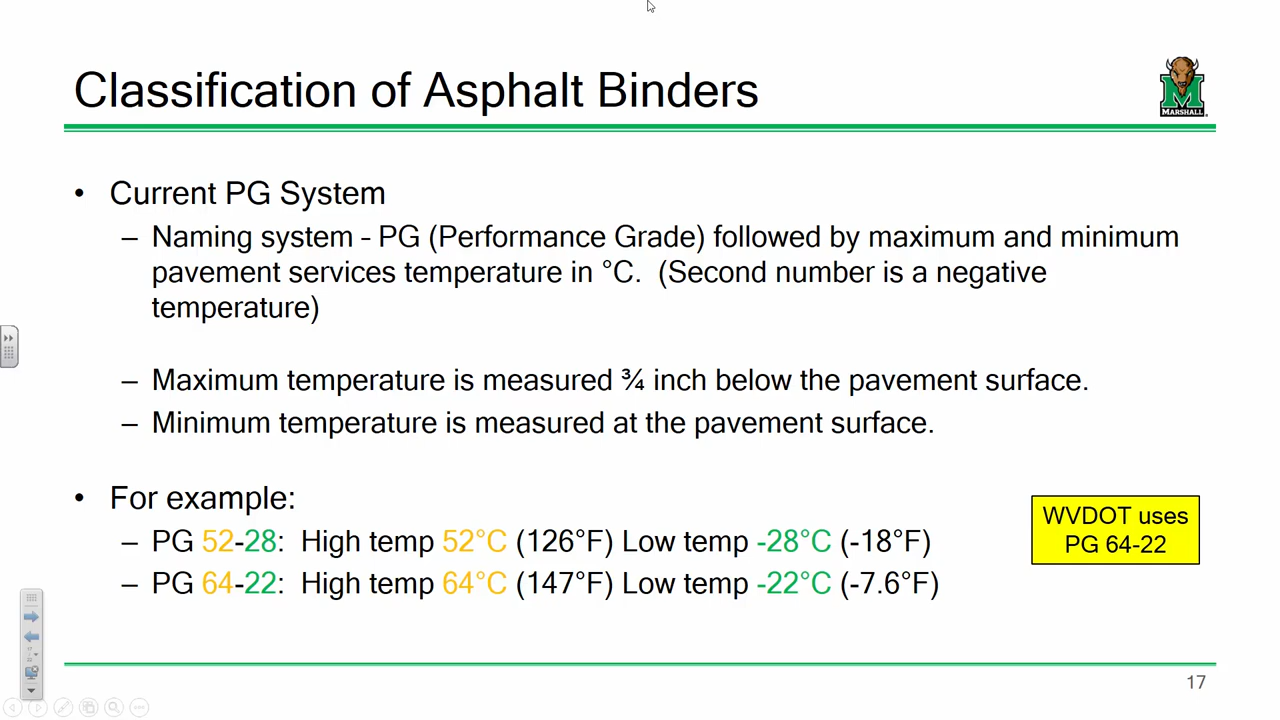 Classification of Asphalt Binders
MARSHALL
• Current PG System
– Naming system - PG (Performance Grade) followed by maximum and minimum
pavement services temperature in °C. (Second number is a negative
temperature)
– Maximum temperature is measured ¾ inch below the pavement surface.
– Minimum temperature is measured at the pavement surface.
• For example:
– PG 52-28: High temp 52°C (126°F) Low temp -28°C (-18°F)
– PG 64-22: High temp 64°C (147°F) Low temp -22°C (-7.6°F)
WVDOT uses
PG 64-22
17